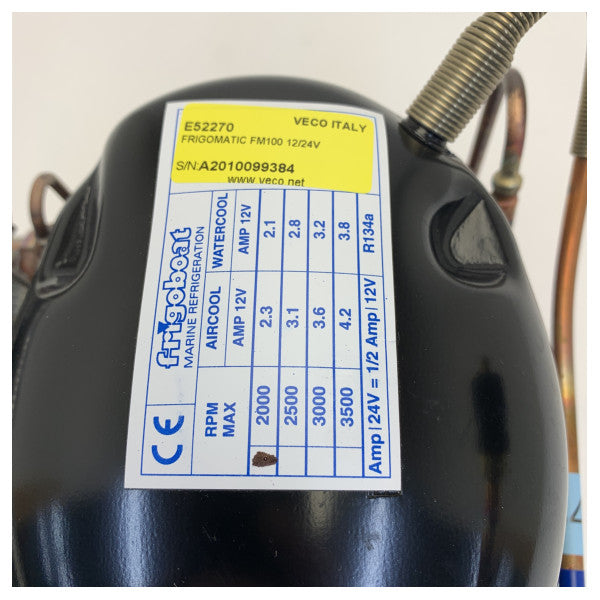 E52270 VECO ITALY
FRIGOMATIC FM100 12/24V
S/N:A2010099384
www.veco.net
frigoboat
MARINE REFRIGERATION
CE
RPM MAX AIRCOOL AMP 12V WATERCOOL AMP 12V
2000 2.3 2.1
2500 3.1 2.8
3000 3.6 3.2
3500 4.2 3.8
Amp | 24V = 1/2 Amp | 12V R134a